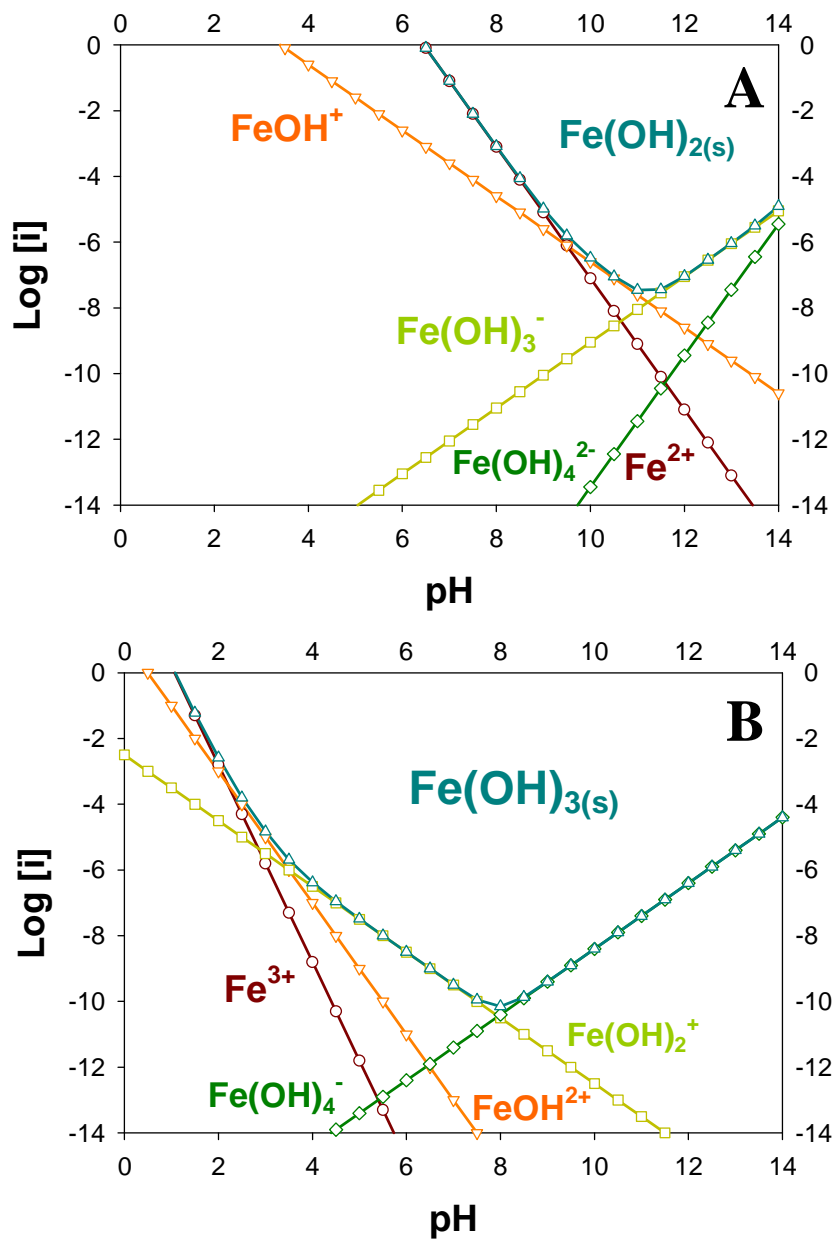 0 2 4 6 8 10 12 14
A
0 0
-2 -2
-4 -4
-6 -6
-8 -8
-10 -10
-12 -12
-14 -14
FeOH⁺
Fe(OH)₂₍ₛ₎
Fe(OH)₃⁻
Fe(OH)₄²⁻
Fe²⁺
Log [i]
0 2 4 6 8 10 12 14
pH
0 2 4 6 8 10 12 14
B
0 0
-2 -2
-4 -4
-6 -6
-8 -8
-10 -10
-12 -12
-14 -14
Fe(OH)₃₍ₛ₎
Fe³⁺
Fe(OH)₂⁺
Fe(OH)₄⁻
FeOH²⁺
Log [i]
0 2 4 6 8 10 12 14
pH